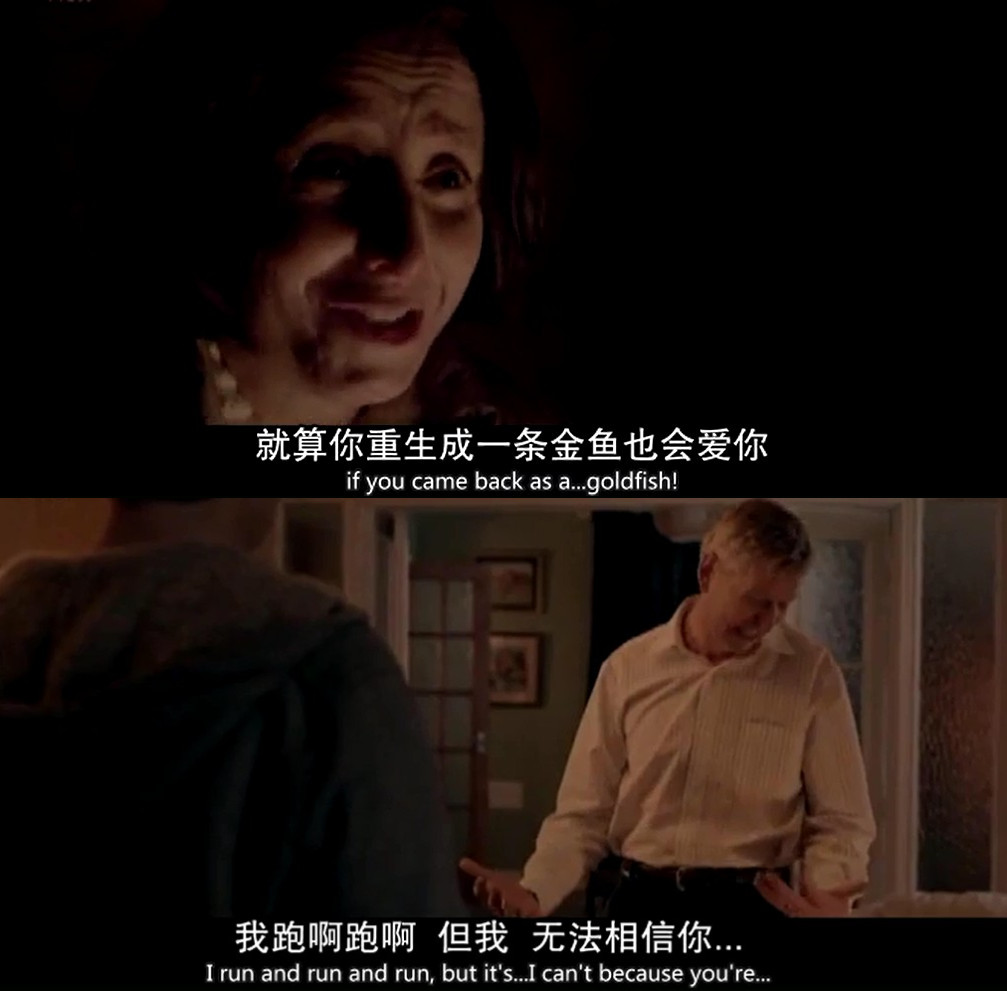 就算你重生成一条金鱼也会爱你
if you came back as a...goldfish!
我跑啊跑啊 但我 无法相信你...
I run and run and run, but it's...I can't because you're...